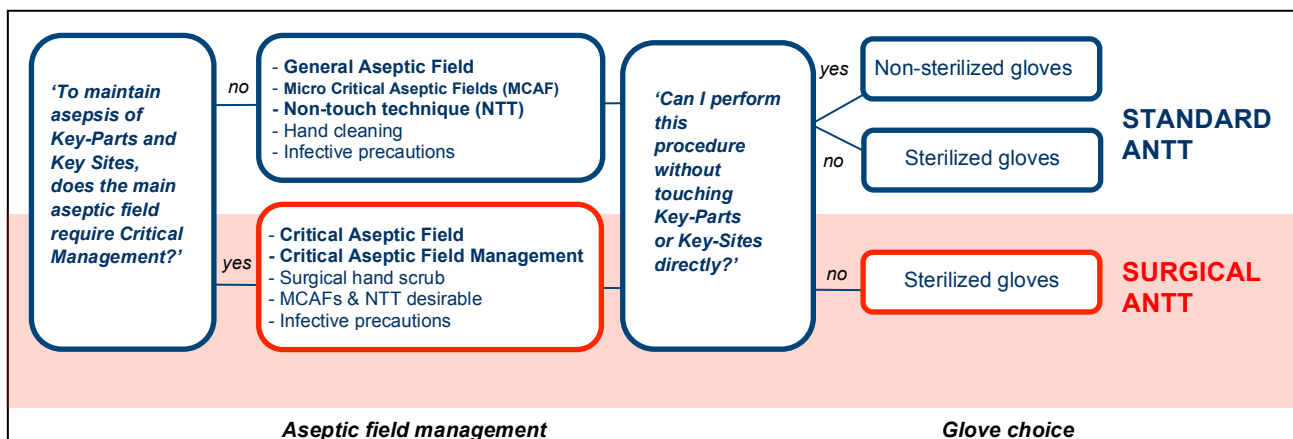 'To maintain
asepsis of
Key-Parts and
Key Sites,
does the main
aseptic field
require Critical
Management?'
no
yes
- General Aseptic Field
- Micro Critical Aseptic Fields (MCAF)
- Non-touch technique (NTT)
- Hand cleaning
- Infective precautions
- Critical Aseptic Field
- Critical Aseptic Field Management
- Surgical hand scrub
- MCAFs & NTT desirable
- Infective precautions
'Can I perform
this
procedure
without
touching
Key-Parts
or Key-Sites
directly?'
yes
Non-sterilized gloves
no
Sterilized gloves
STANDARD
ANTT
no
Sterilized gloves
SURGICAL
ANTT
Aseptic field management
Glove choice